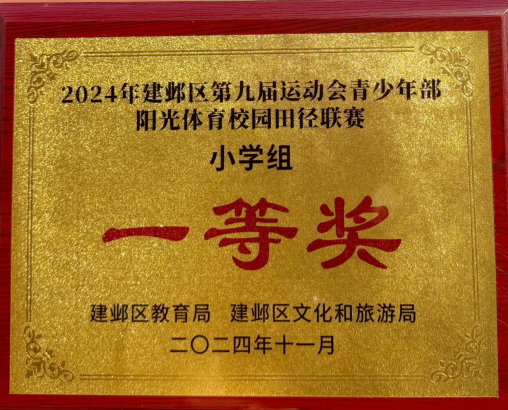 2024年建邺区第九届运动会青少年部
阳光体育校园田径联赛
小学组
一等奖
建邺区教育局 建邺区文化和旅游局
二〇二四年十一月